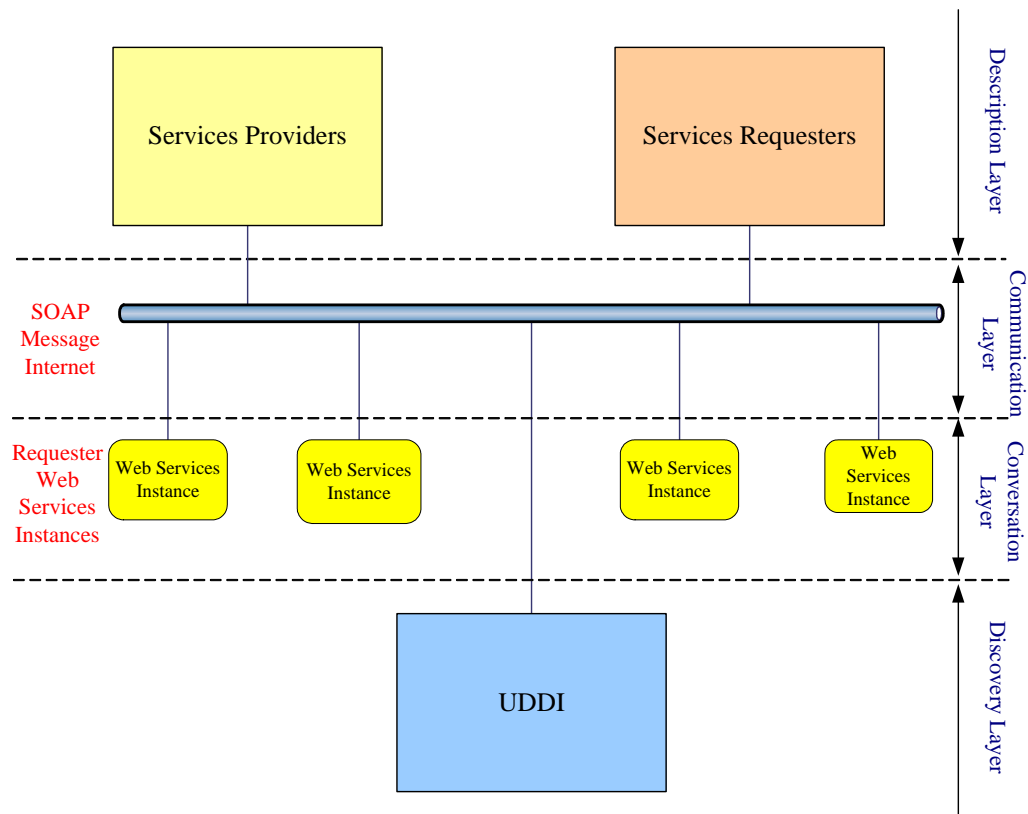 Services Providers
Services Requesters
Description Layer
SOAP
Message
Internet
Communication
Layer
Requester
Web
Services
Instances
Web Services
Instance
Web Services
Instance
Web Services
Instance
Web
Services
Instance
Conversation
Layer
UDDI
Discovery Layer